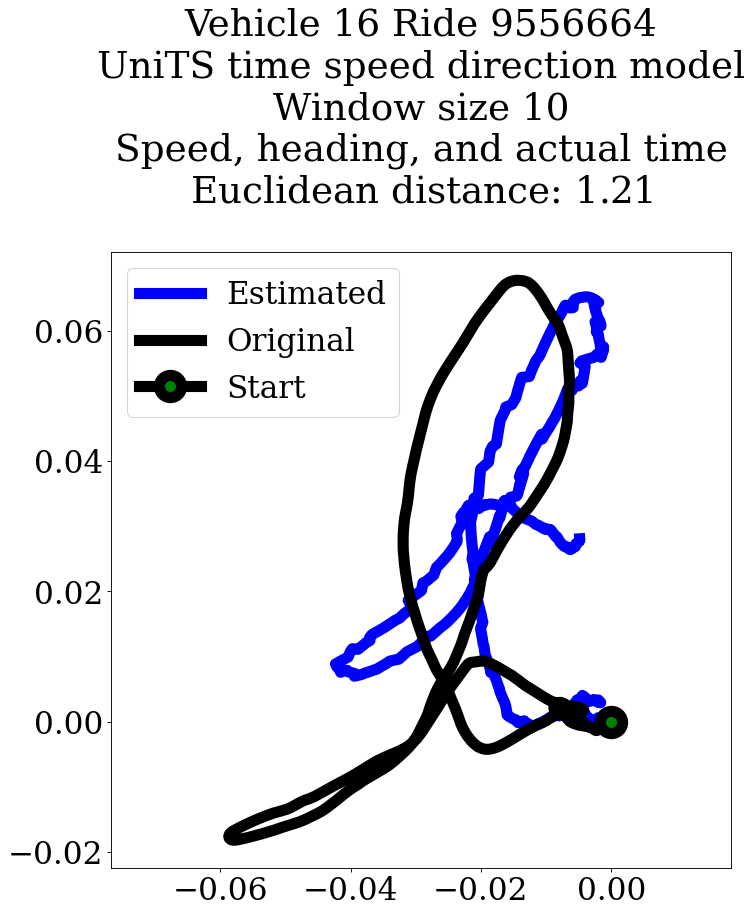 Vehicle 16 Ride 9556664
UniTS time speed direction model
Window size 10
Speed, heading, and actual time
Euclidean distance: 1.21
Estimated
Original
Start
0.06
0.04
0.02
0.00
−0.02
−0.06
−0.04
−0.02
0.00